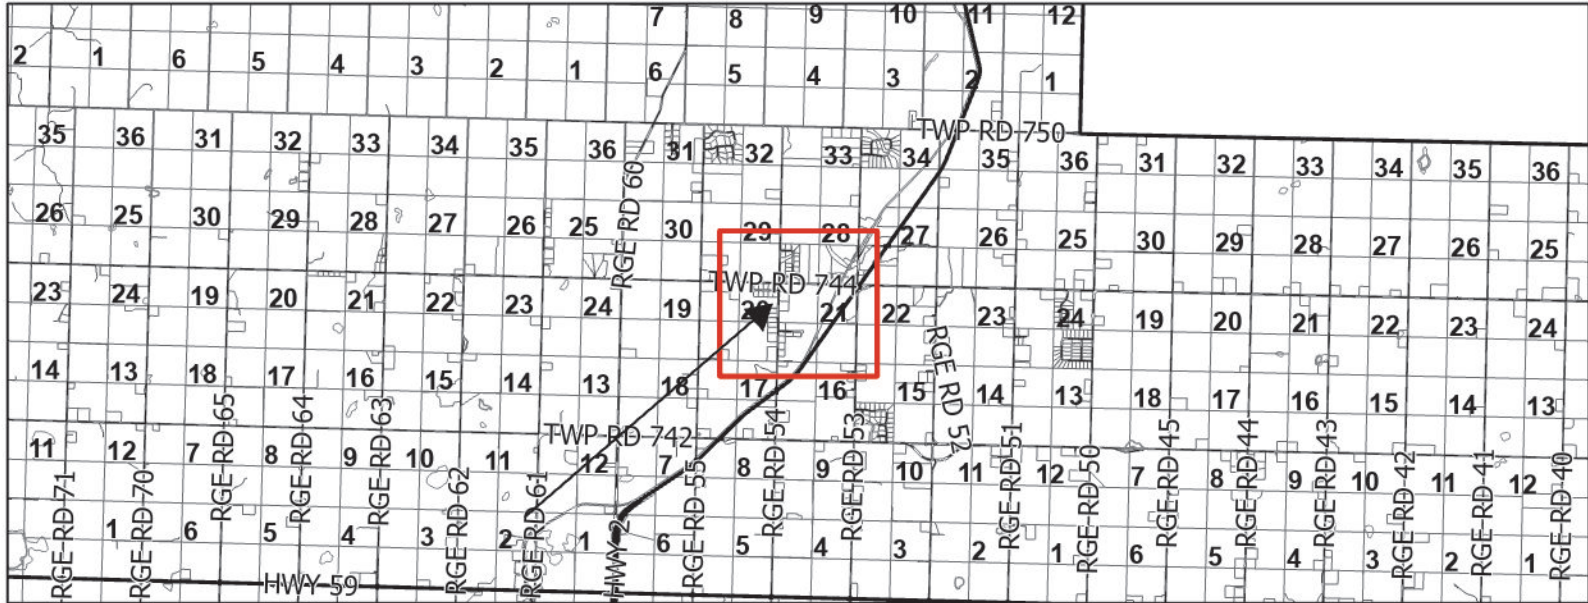 7 8 9 10 11 12
2 1 6 5 4 3 2 1 6 5 4 3 2 1
TWP RD 750
35 36 31 32 33 34 35 36 31 32 33 34 35 36 31 32 33 34 35 36
RGE RD 60
26 25 30 29 28 27 26 25 30 29 28 27 26 25 30 29 28 27 26 25
TWP RD 744
23 24 19 20 21 22 23 24 19 20 21 22 23 24 19 20 21 22 23 24
RGE RD 52
14 13 18 17 16 15 14 13 18 17 16 15 14 13 18 17 16 15 14 13
TWP RD 742
11 12 7 8 9 10 11 12 7 8 9 10 11 12 7 8 9 10 11 12
RGE RD 71
RGE RD 70
RGE RD 65
RGE RD 64
RGE RD 63
RGE RD 62
RGE RD 61
HWY 2
RGE RD 55
RGE RD 54
RGE RD 53
RGE RD 51
RGE RD 50
RGE RD 45
RGE RD 44
RGE RD 43
RGE RD 42
RGE RD 41
RGE RD 40
1 6 5 4 3 2 1 6 5 4 3 2 1 6 5 4 3 2 1
HWY 59